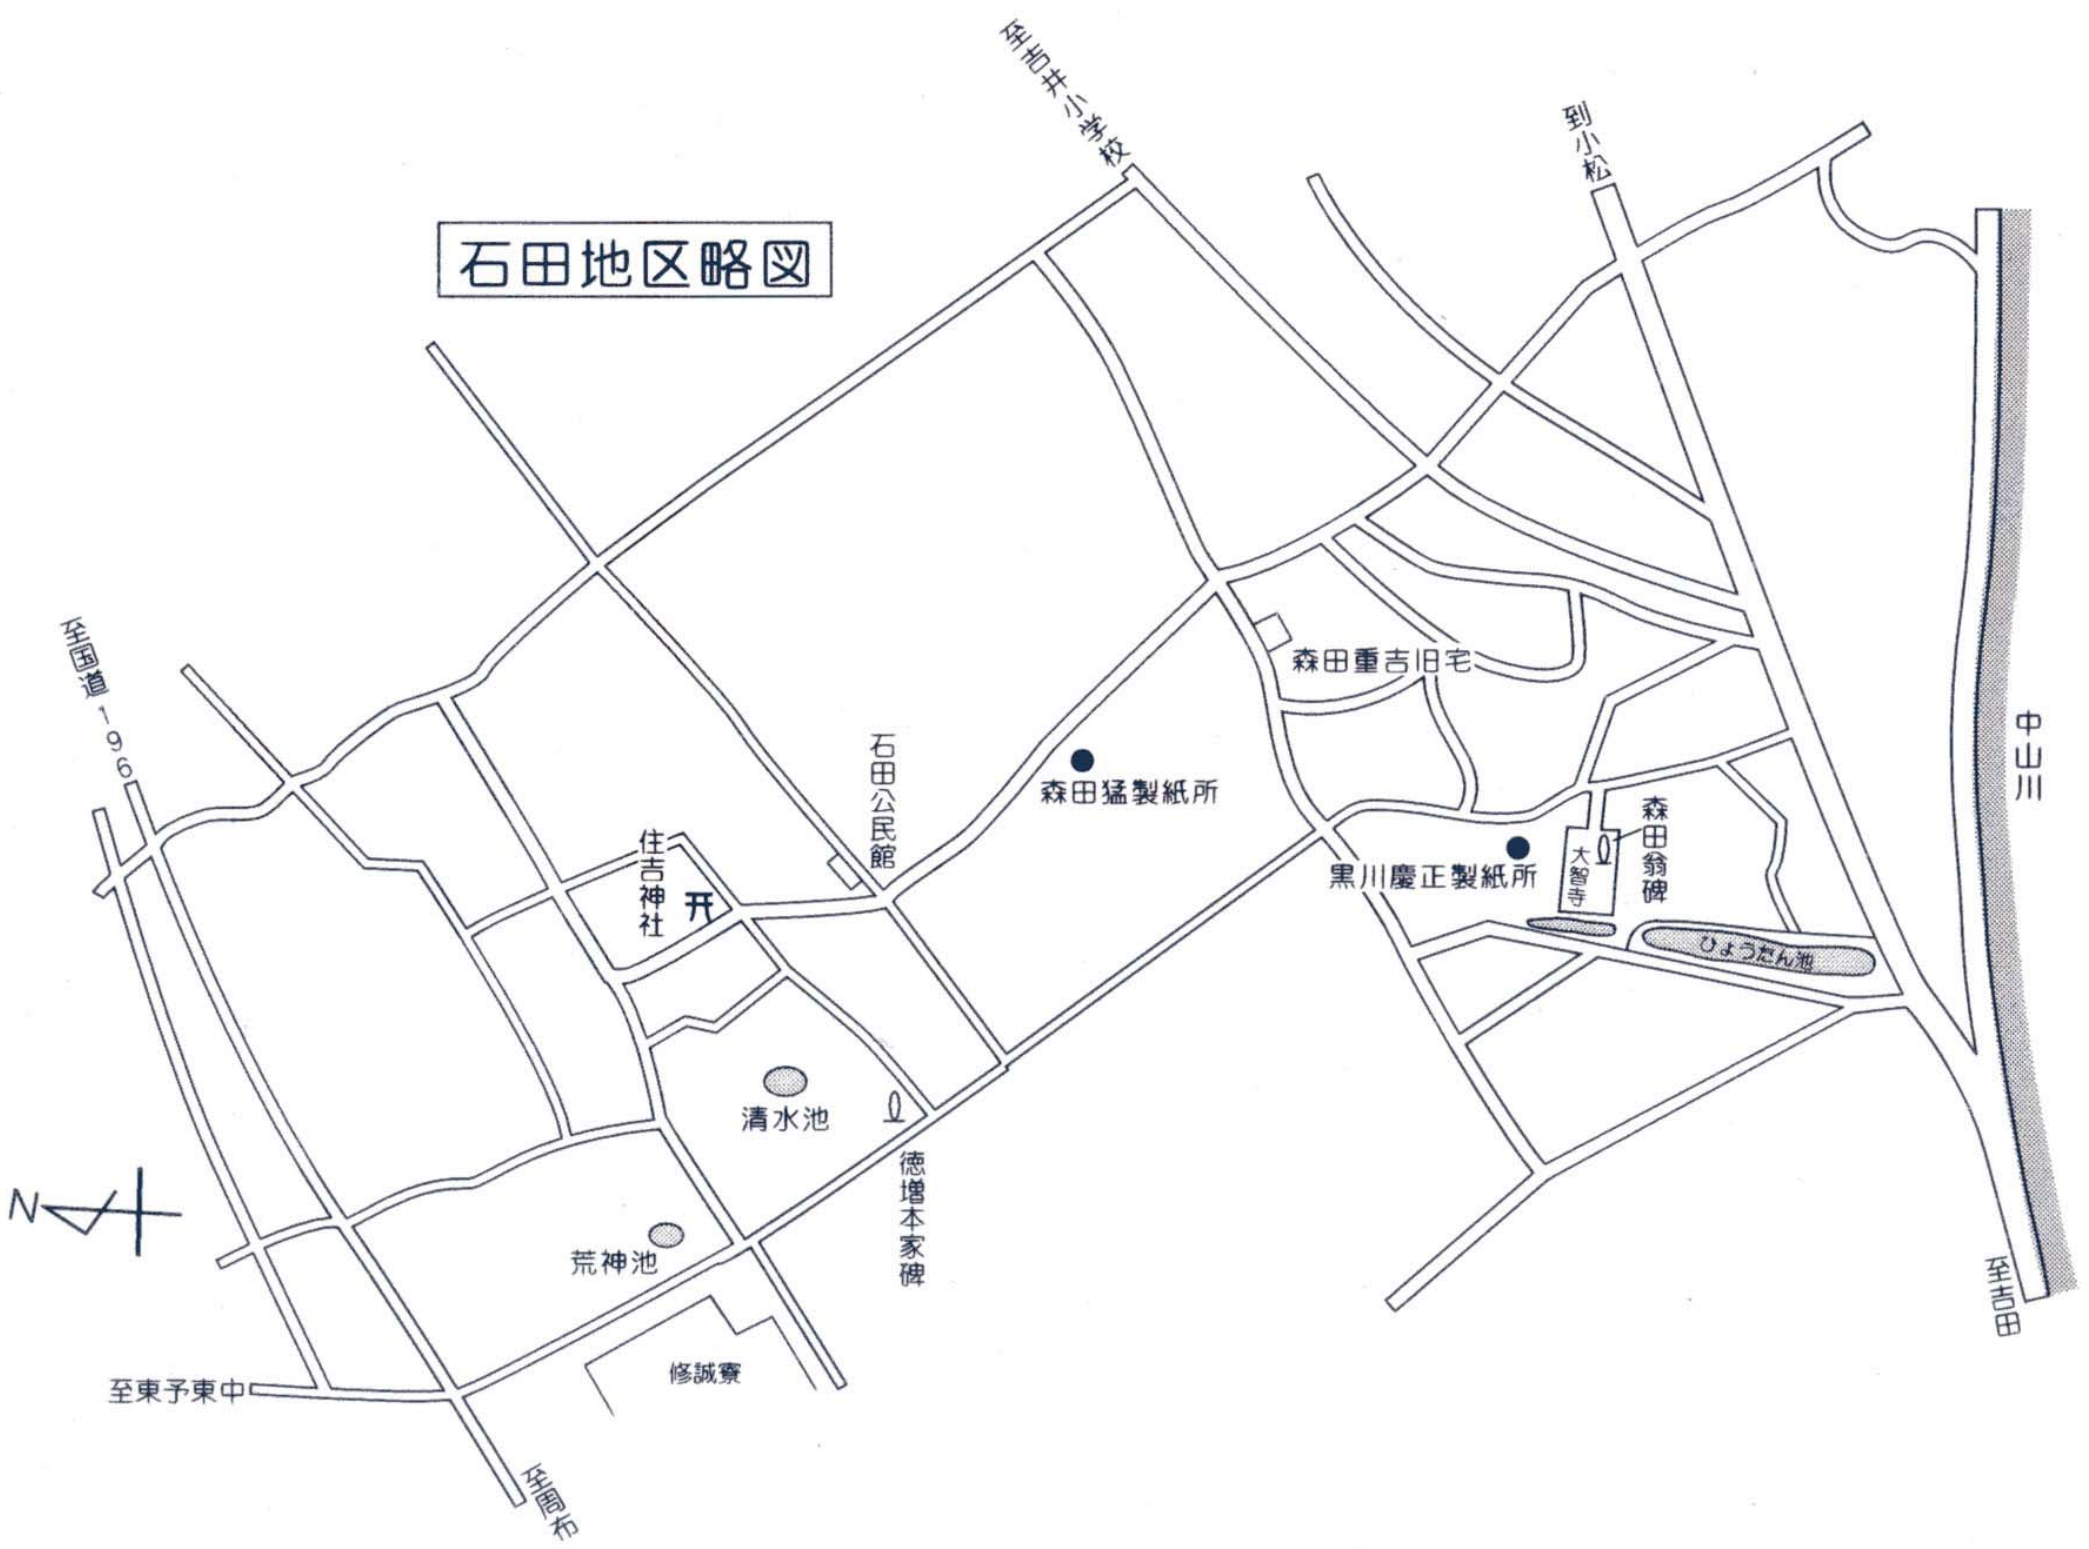 至吉井小学校
到小松
石田地区略図
至国道196
森田重吉旧宅
中山川
石田公民館
森田猛製紙所
住吉神社
森田翁碑
黒川慶正製紙所
大智寺
ひょうたん池
清水池
徳増本家碑
N
荒神池
至吉田
修誠寮
至東予東中
至周布